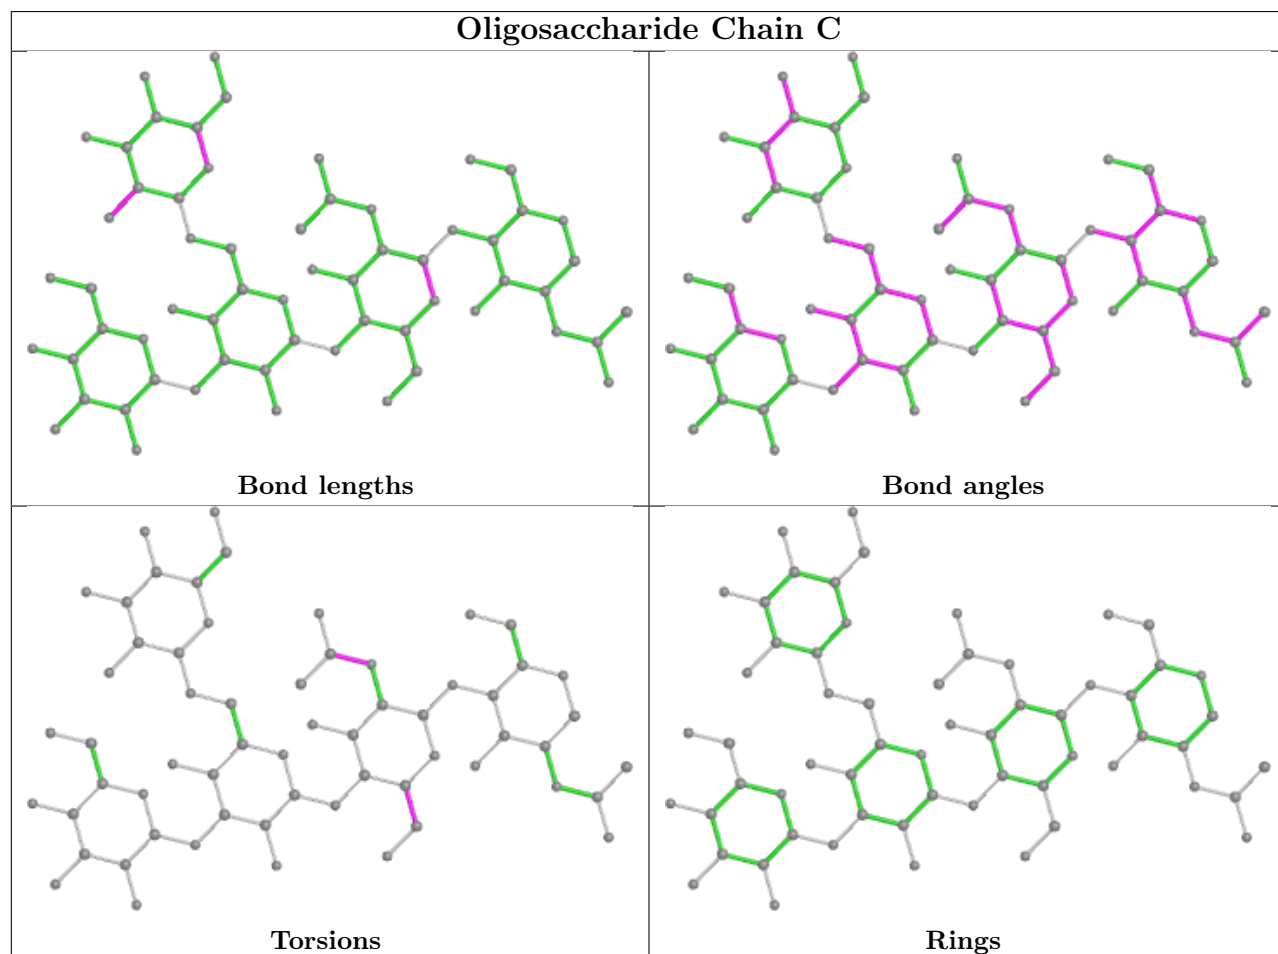 Oligosaccharide Chain C
Bond lengths
Bond angles
Torsions
Rings